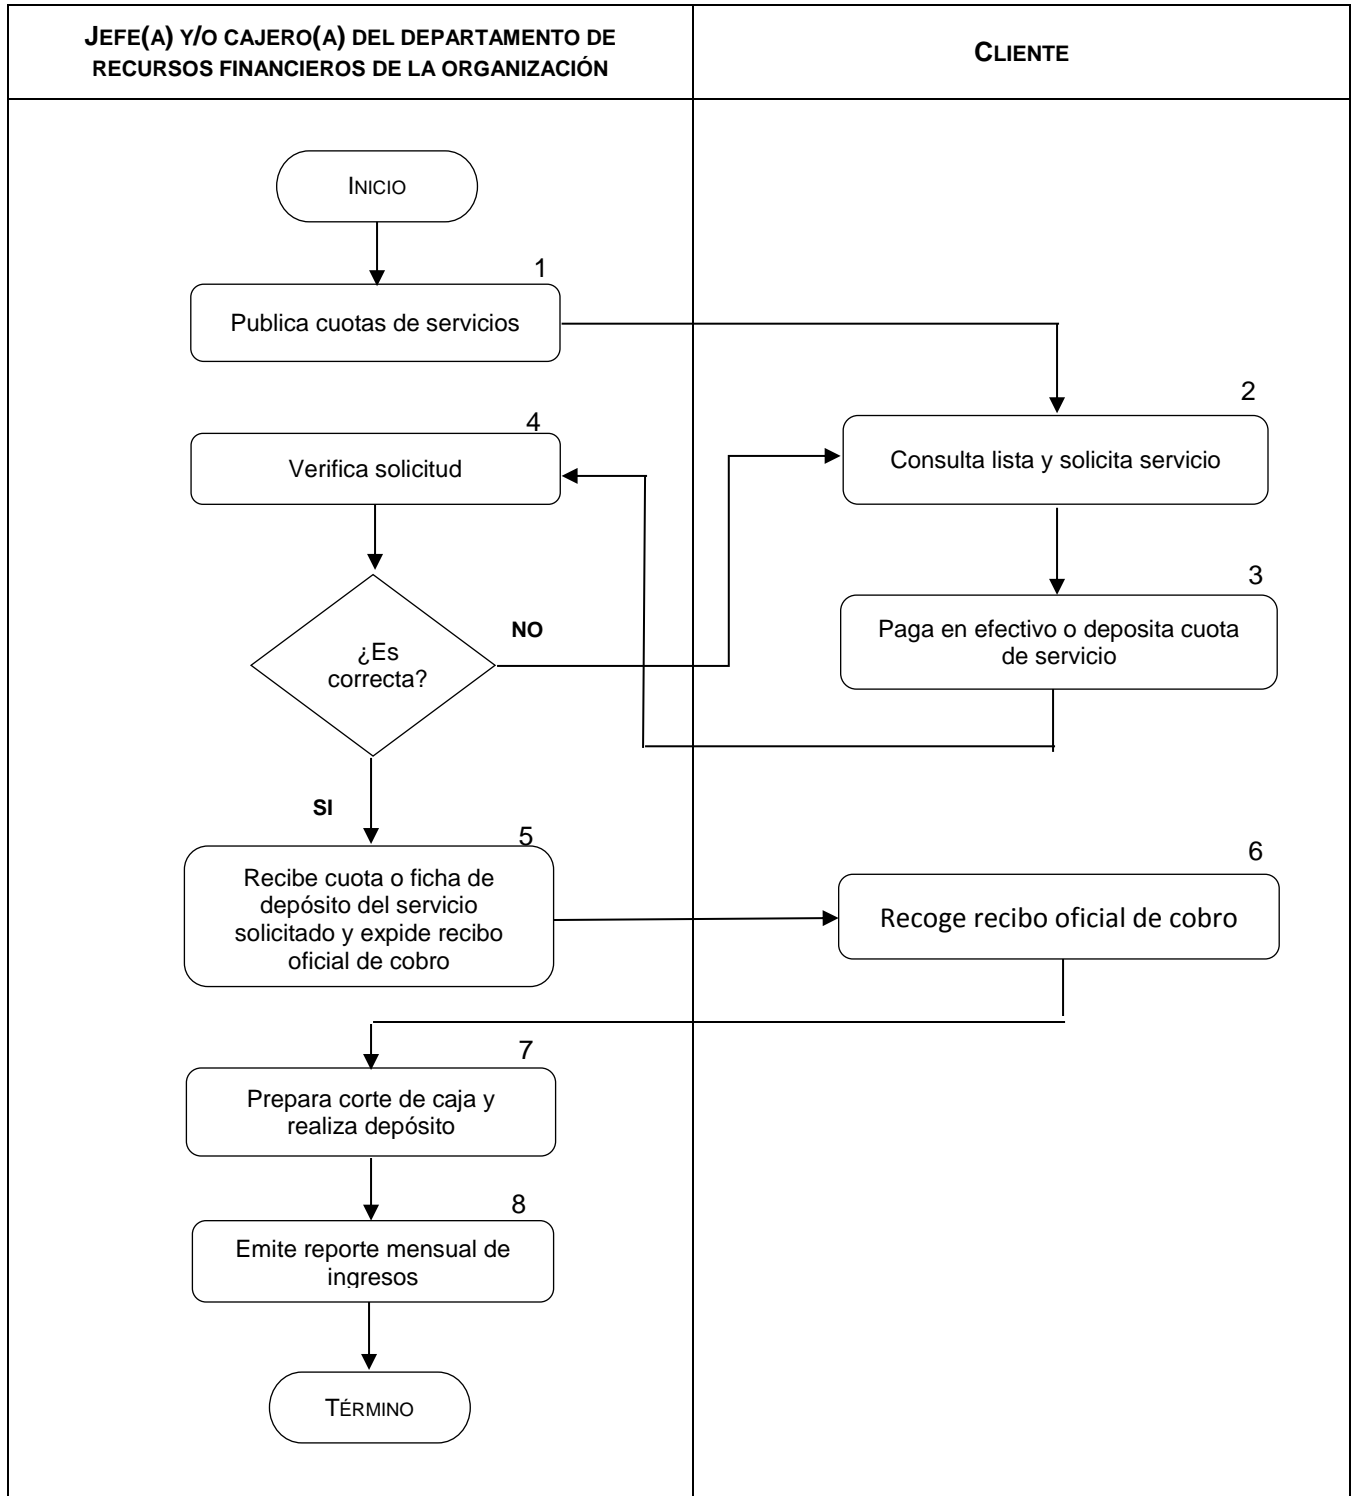 JEFE(A) Y/O CAJERO(A) DEL DEPARTAMENTO DE
RECURSOS FINANCIEROS DE LA ORGANIZACIÓN
CLIENTE
INICIO
1
Publica cuotas de servicios
2
Consulta lista y solicita servicio
3
Paga en efectivo o deposita cuota
de servicio
4
Verifica solicitud
¿Es
correcta?
NO
SI
5
Recibe cuota o ficha de
depósito del servicio
solicitado y expide recibo
oficial de cobro
6
Recoge recibo oficial de cobro
7
Prepara corte de caja y
realiza depósito
8
Emite reporte mensual de
ingresos
TÉRMINO